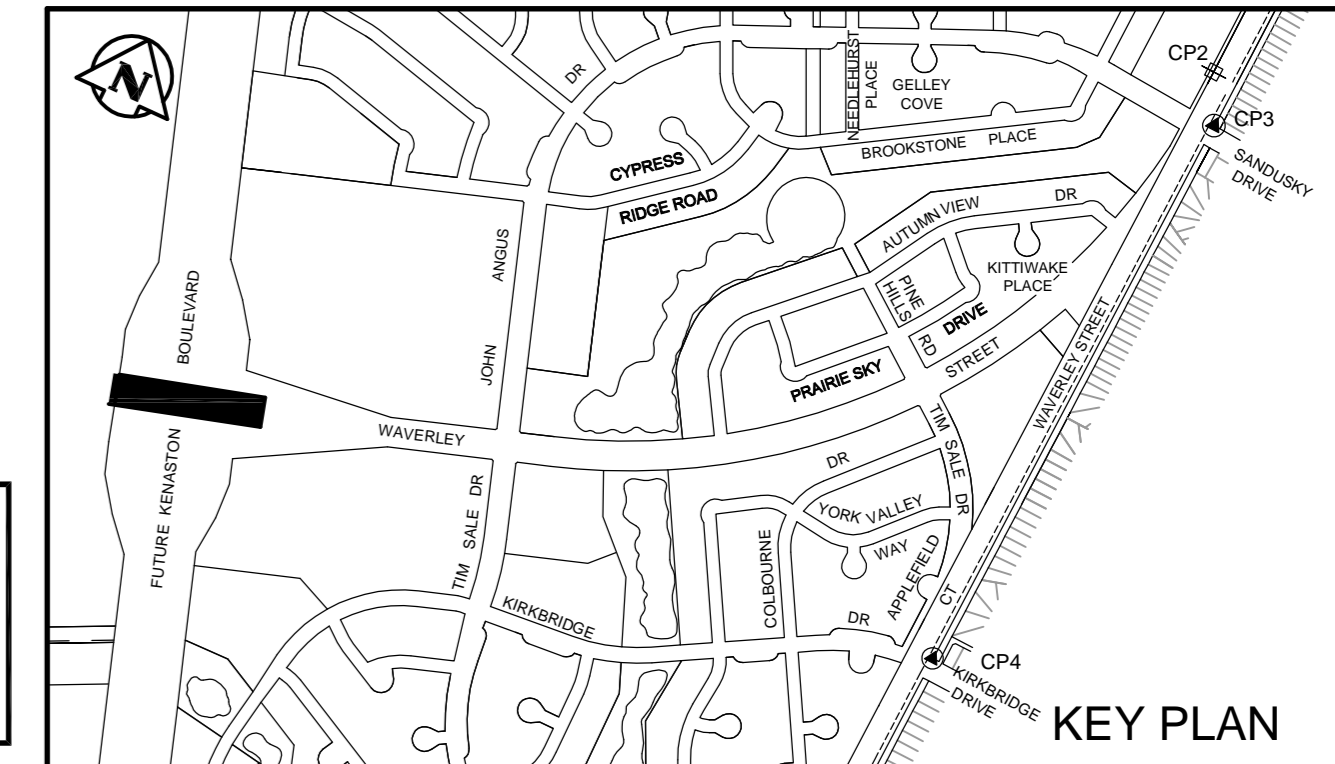 N
DR
NEEDLEHURST
PLACE
GELLEY
COVE
CP2
CP3
SANDUSKY
DRIVE
BROOKSTONE PLACE
CYPRESS
RIDGE ROAD
AUTUMN VIEW DR
KITTIWAKE
PLACE
PINE
HILLS
RD
DRIVE
PRAIRIE SKY
STREET
WAVERLEY STREET
JOHN ANGUS
BOULEVARD
FUTURE KENASTON
WAVERLEY
TIM SALE DR
TIM SALE DR
DR
YORK VALLEY
WAY
COLBOURNE
APPLEFIELD
CT
DR
KIRKBRIDGE
CP4
KIRKBRIDGE
DRIVE
KEY PLAN